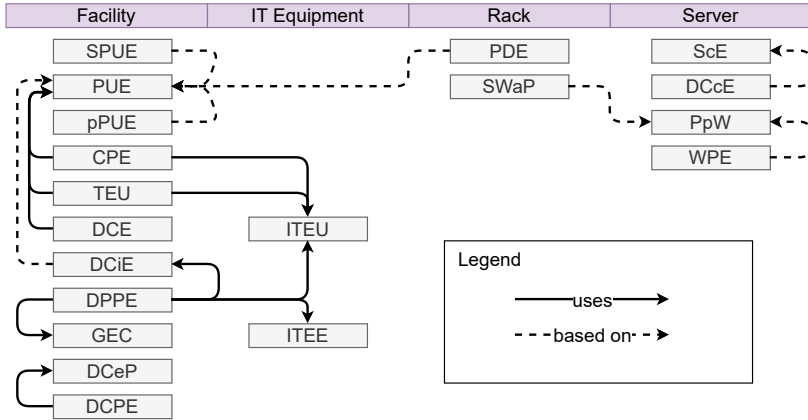 Facility IT Equipment Rack Server
SPUE PDE ScE
PUE SWaP DCcE
pPUE PpW
CPE WPE
TEU
DCE ITEU
DCiE Legend
DPPE uses
GEC ITEE based on
DCeP
DCPE